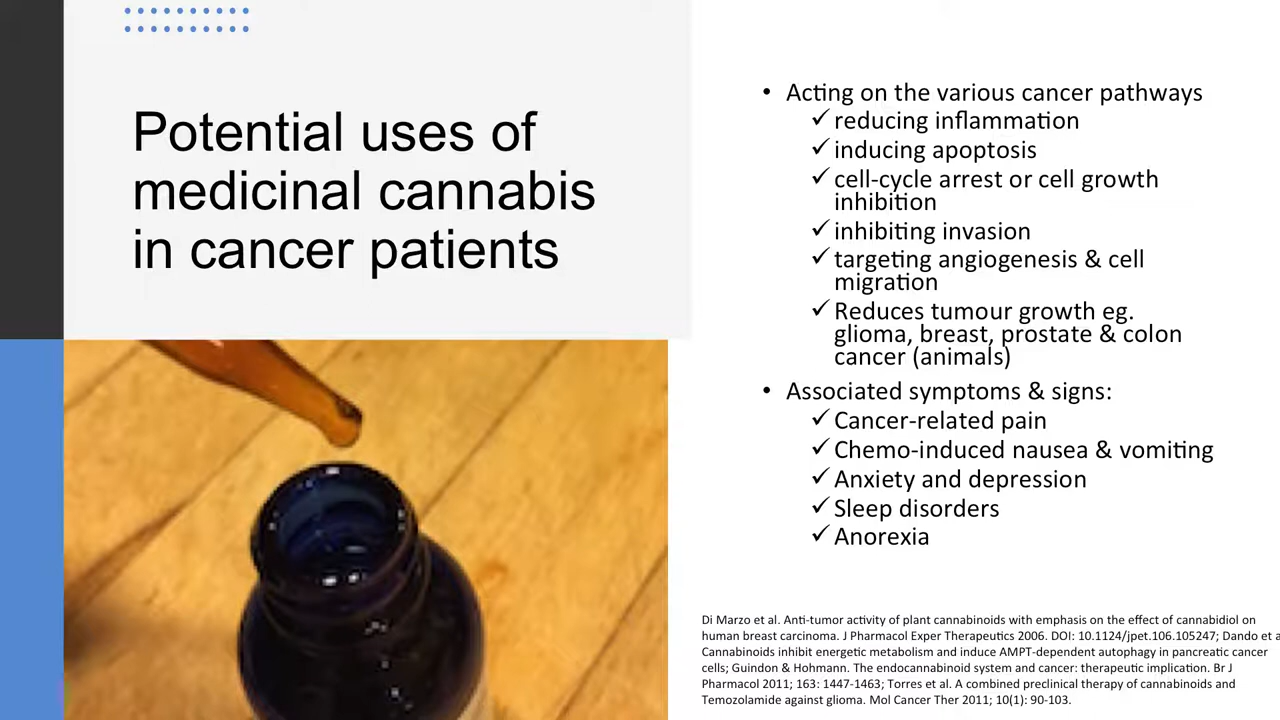 Potential uses of
medicinal cannabis
in cancer patients
• Acting on the various cancer pathways
✓ reducing inflammation
✓ inducing apoptosis
✓ cell-cycle arrest or cell growth
inhibition
✓ inhibiting invasion
✓ targeting angiogenesis & cell
migration
✓ Reduces tumour growth eg.
glioma, breast, prostate & colon
cancer (animals)
• Associated symptoms & signs:
✓ Cancer-related pain
✓ Chemo-induced nausea & vomiting
✓ Anxiety and depression
✓ Sleep disorders
✓ Anorexia
Di Marzo et al. Anti-tumor activity of plant cannabinoids with emphasis on the effect of cannabidiol on
human breast carcinoma. J Pharmacol Exper Therapeutics 2006. DOI: 10.1124/jpet.106.105247; Dando et a
Cannabinoids inhibit energetic metabolism and induce AMPT-dependent autophagy in pancreatic cancer
cells; Guindon & Hohmann. The endocannabinoid system and cancer: therapeutic implication. Br J
Pharmacol 2011; 163: 1447-1463; Torres et al. A combined preclinical therapy of cannabinoids and
Temozolamide against glioma. Mol Cancer Ther 2011; 10(1): 90-103.